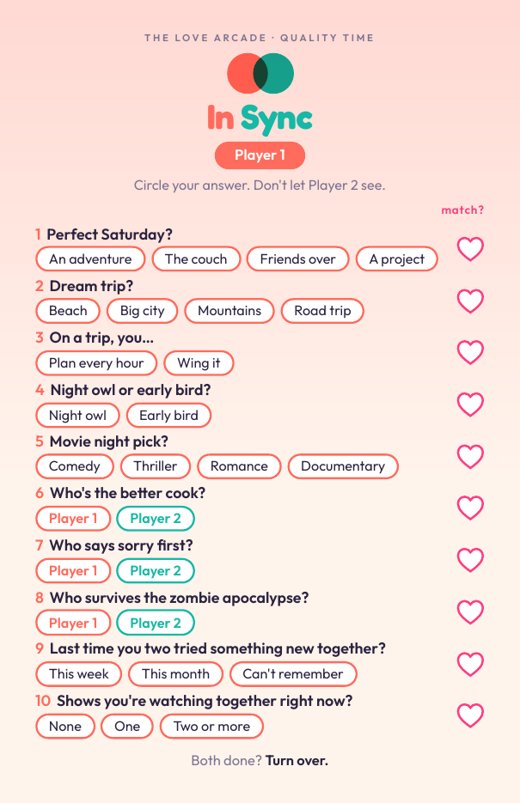 THE LOVE ARCADE · QUALITY TIME
In Sync
Player 1
Circle your answer. Don't let Player 2 see.
match?
1 Perfect Saturday?
An adventure The couch Friends over A project
2 Dream trip?
Beach Big city Mountains Road trip
3 On a trip, you...
Plan every hour Wing it
4 Night owl or early bird?
Night owl Early bird
5 Movie night pick?
Comedy Thriller Romance Documentary
6 Who's the better cook?
Player 1 Player 2
7 Who says sorry first?
Player 1 Player 2
8 Who survives the zombie apocalypse?
Player 1 Player 2
9 Last time you two tried something new together?
This week This month Can't remember
10 Shows you're watching together right now?
None One Two or more
Both done? Turn over.